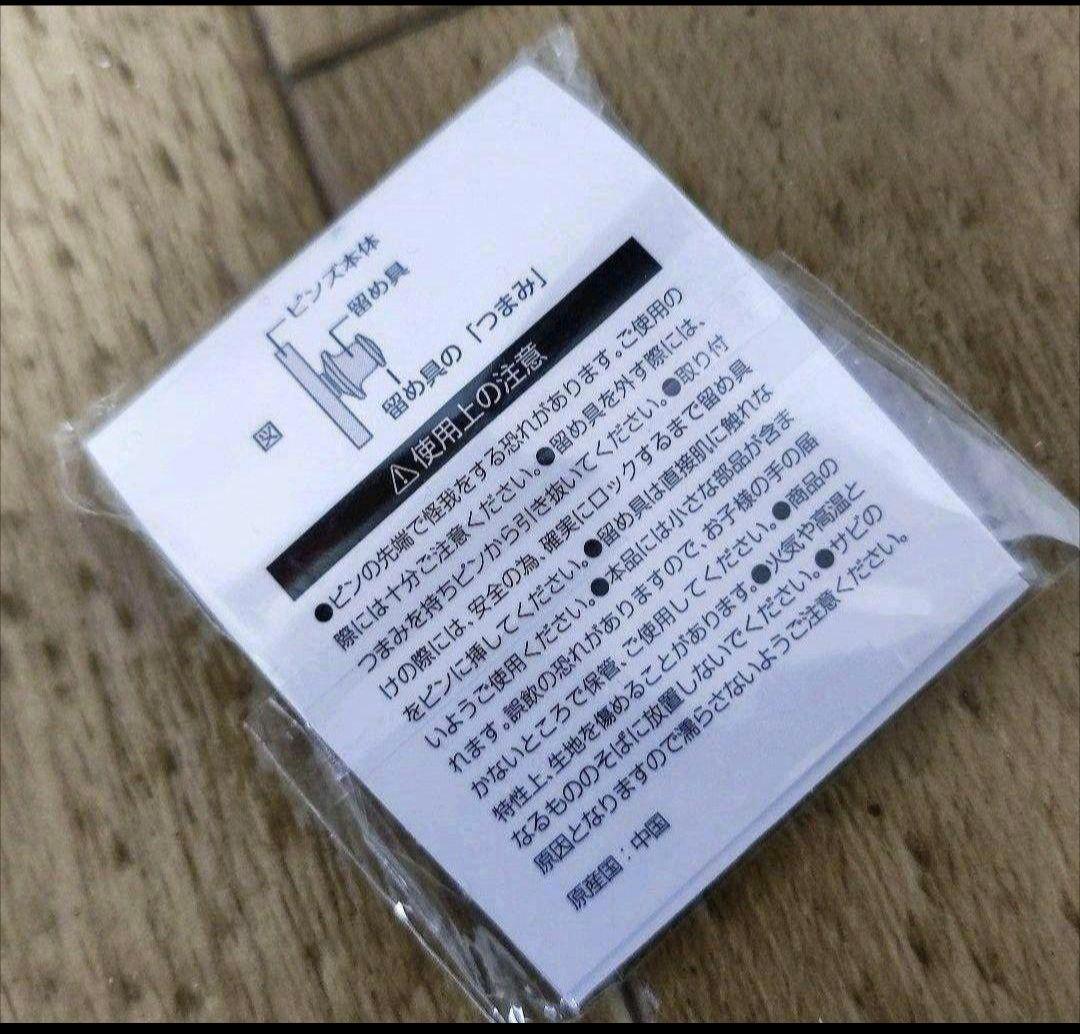 ピンズ本体
留め具
留め具の「つまみ」
図
⚠使用上の注意
●ピンの先端で怪我をする恐れがあります。ご使用の
際には十分ご注意ください。●留め具を外す際には、
つまみを持ちピンから引き抜いてください。●取り付
けの際には、安全の為、確実にロックするまで留め具
をピンに挿してください。●留め具は直接肌に触れな
いようご使用ください。●本品には小さな部品が含ま
れます。誤飲の恐れがありますので、お子様の手の届
かないところで保管、ご使用してください。●商品の
特性上、生地を傷めることがあります。●火気や高温と
なるもののそばに放置しないでください。●サビの
原因となりますので濡らさないようご注意ください。
原産国：中国